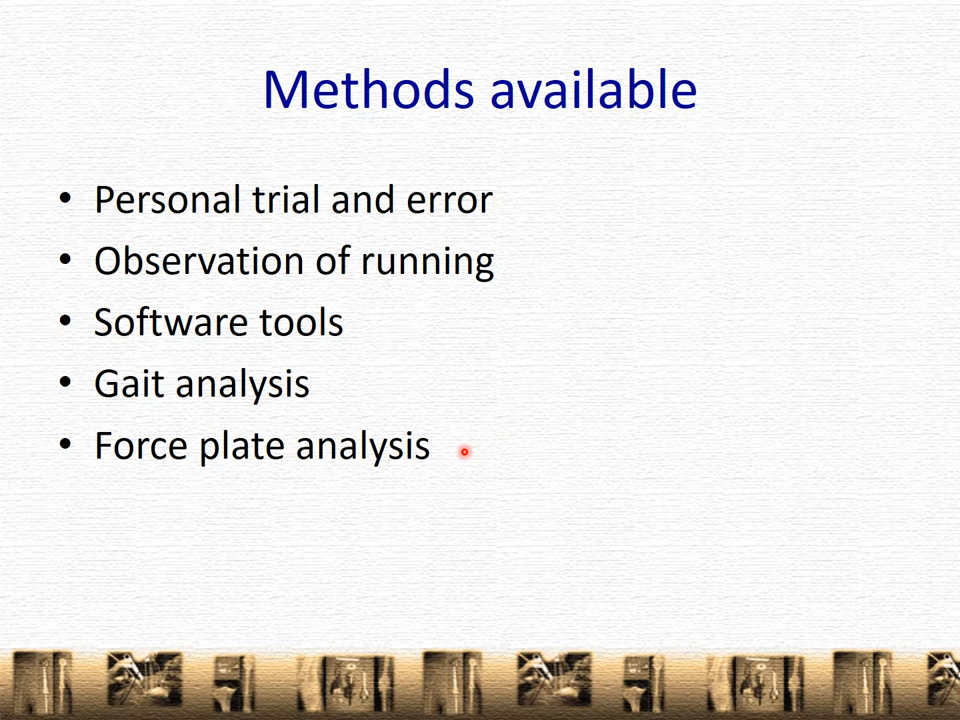 Methods available
• Personal trial and error
• Observation of running
• Software tools
• Gait analysis
• Force plate analysis